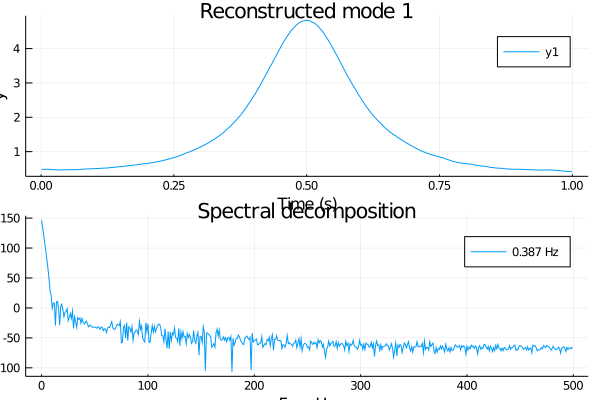 Reconstructed mode 1
y
4
3
2
1
y1
0.00 0.25 0.50 0.75 1.00
Time (s)
Spectral decomposition
150
100
50
0
-50
100
0.387 Hz
0 100 200 300 400 500